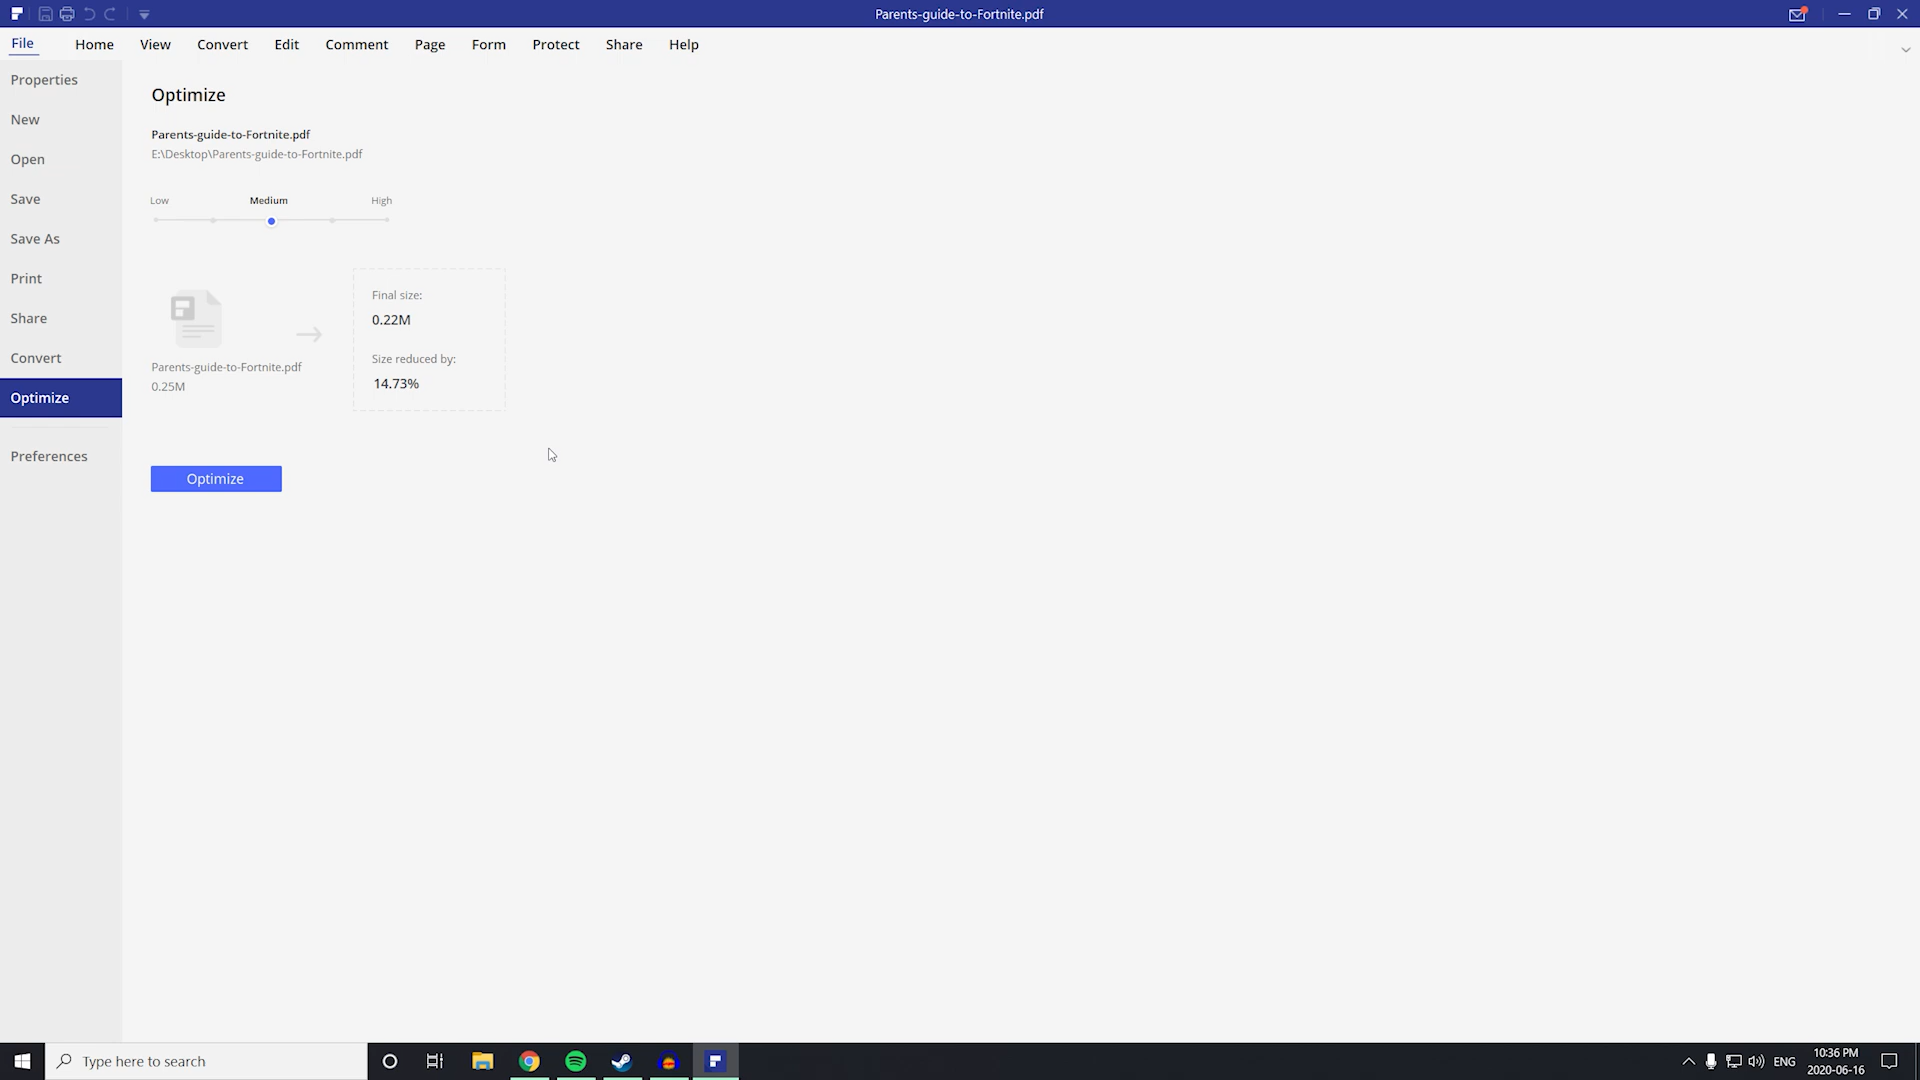 Parents-guide-to-Fortnite.pdf
File Home View Convert Edit Comment Page Form Protect Share Help
Properties
New
Open
Save
Save As
Print
Share
Convert
Optimize
Preferences
Optimize
Parents-guide-to-Fortnite.pdf
E:\Desktop\Parents-guide-to-Fortnite.pdf
Low Medium High
Final size:
0.22M
Size reduced by:
14.73%
Parents-guide-to-Fortnite.pdf
0.25M
Optimize
Type here to search
ENG
10:36 PM
2020-06-16